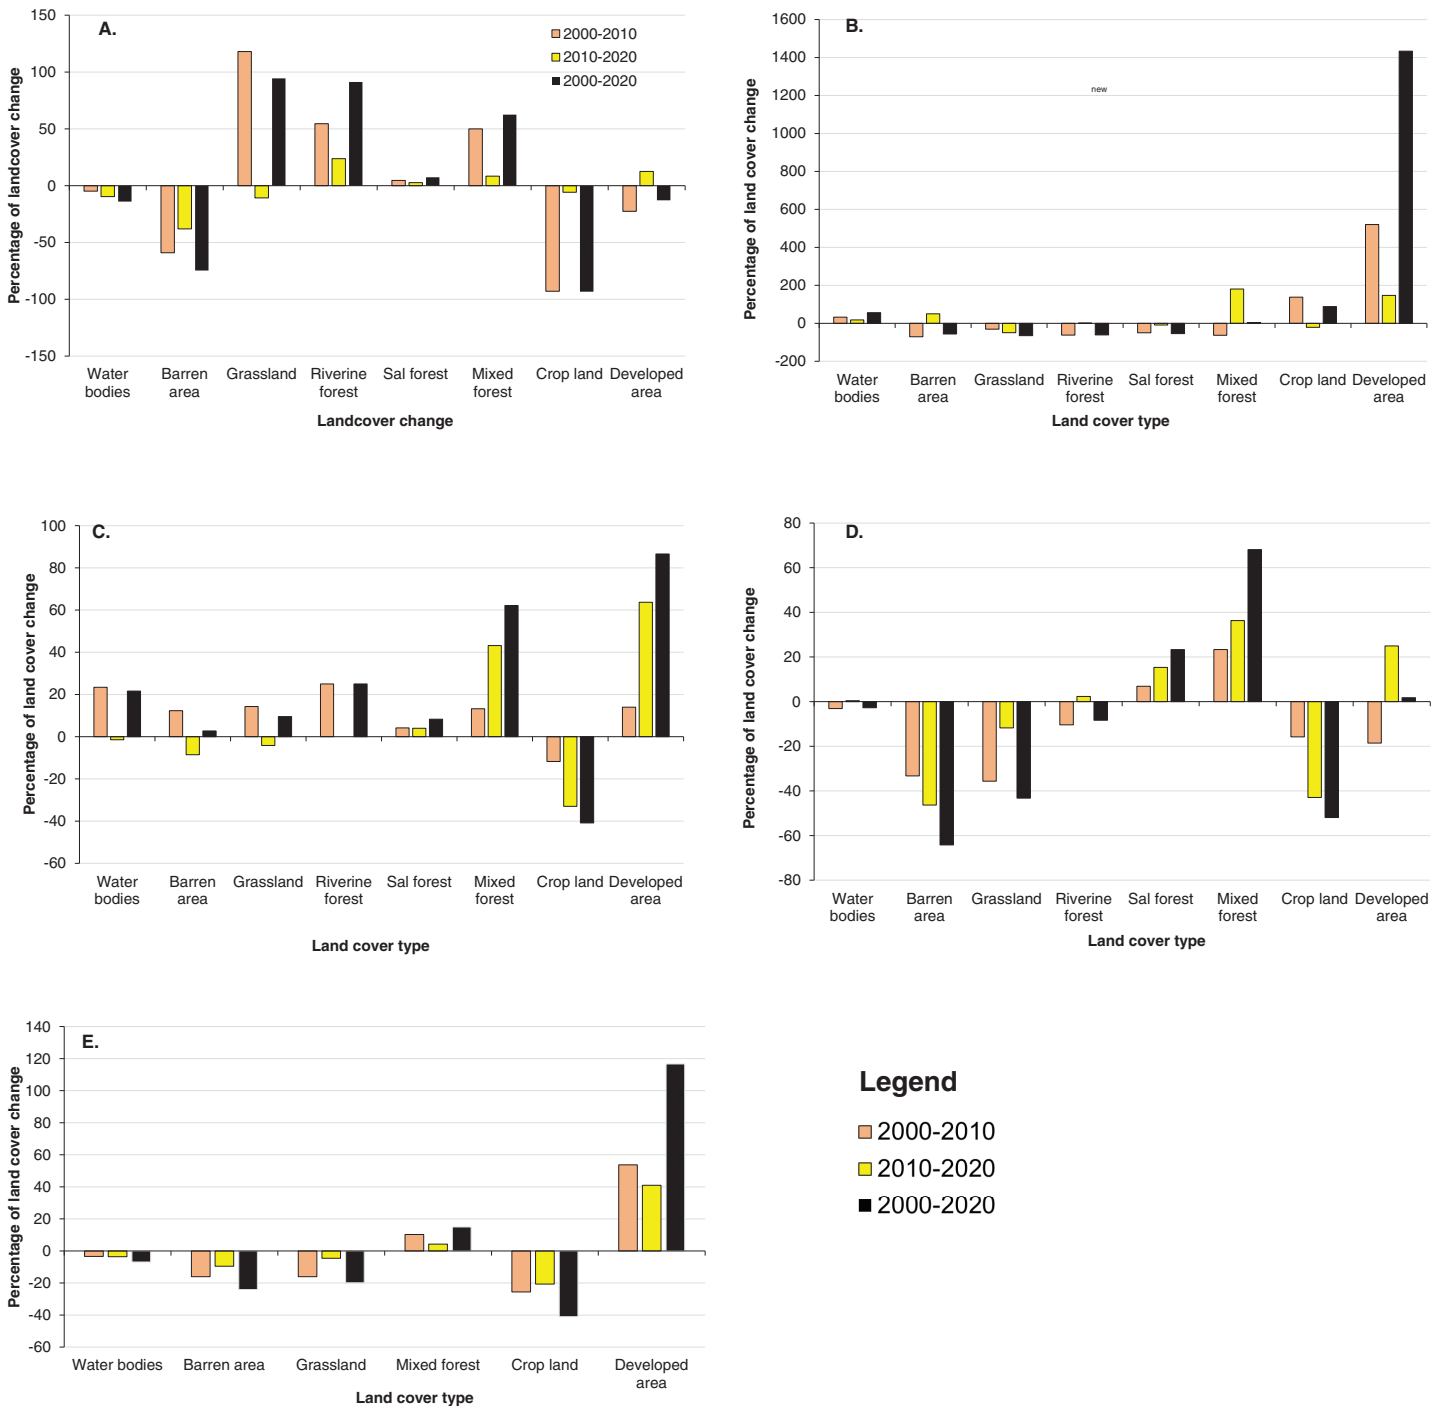 A.
2000-2010
2010-2020
2000-2020
Percentage of landcover change
150
100
50
0
-50
-100
-150
Water bodies
Barren area
Grassland
Riverine forest
Sal forest
Mixed forest
Crop land
Developed area
Landcover change
B.
new
Percentage of land cover change
1600
1400
1200
1000
800
600
400
200
0
-200
Water bodies
Barren area
Grassland
Riverine forest
Sal forest
Mixed forest
Crop land
Developed area
Land cover type
C.
Percentage of land cover change
100
80
60
40
20
0
-20
-40
-60
Water bodies
Barren area
Grassland
Riverine forest
Sal forest
Mixed forest
Crop land
Developed area
Land cover type
D.
Percentage of land cover change
80
60
40
20
0
-20
-40
-60
-80
Water bodies
Barren area
Grassland
Riverine forest
Sal forest
Mixed forest
Crop land
Developed area
Land cover type
E.
Percentage of land cover change
140
120
100
80
60
40
20
0
-20
-40
-60
Water bodies
Barren area
Grassland
Mixed forest
Crop land
Developed area
Land cover type
Legend
2000-2010
2010-2020
2000-2020